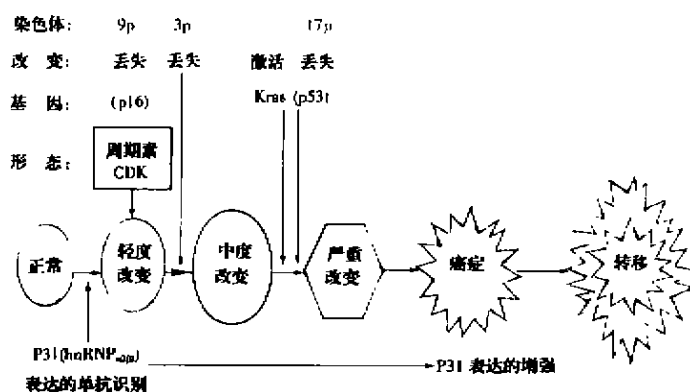 染色体： 9p 3p 17p
改 变： 丢失 丢失 激活 丢失
基 因： (p16) Kras (p53)
形 态： 周期素
CDK
正常 轻度
改变 中度
改变 严重
改变 癌症 转移
P31(hnRNP
表达的单抗识别
P31 表达的增强